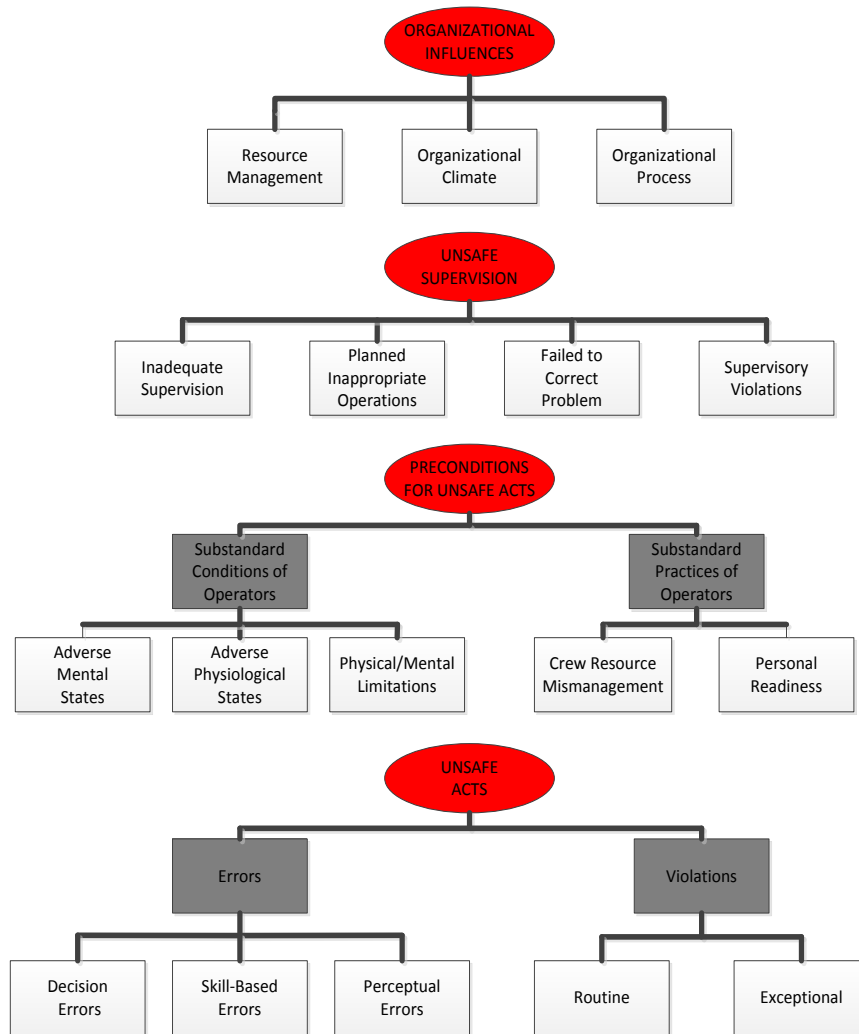 ORGANIZATIONAL
INFLUENCES
Resource
Management
Organizational
Climate
Organizational
Process
UNSAFE
SUPERVISION
Inadequate
Supervision
Planned
Inappropriate
Operations
Failed to
Correct
Problem
Supervisory
Violations
PRECONDITIONS
FOR UNSAFE ACTS
Substandard
Conditions of
Operators
Substandard
Practices of
Operators
Adverse
Mental
States
Adverse
Physiological
States
Physical/Mental
Limitations
Crew Resource
Mismanagement
Personal
Readiness
UNSAFE
ACTS
Errors
Violations
Decision
Errors
Skill-Based
Errors
Perceptual
Errors
Routine
Exceptional